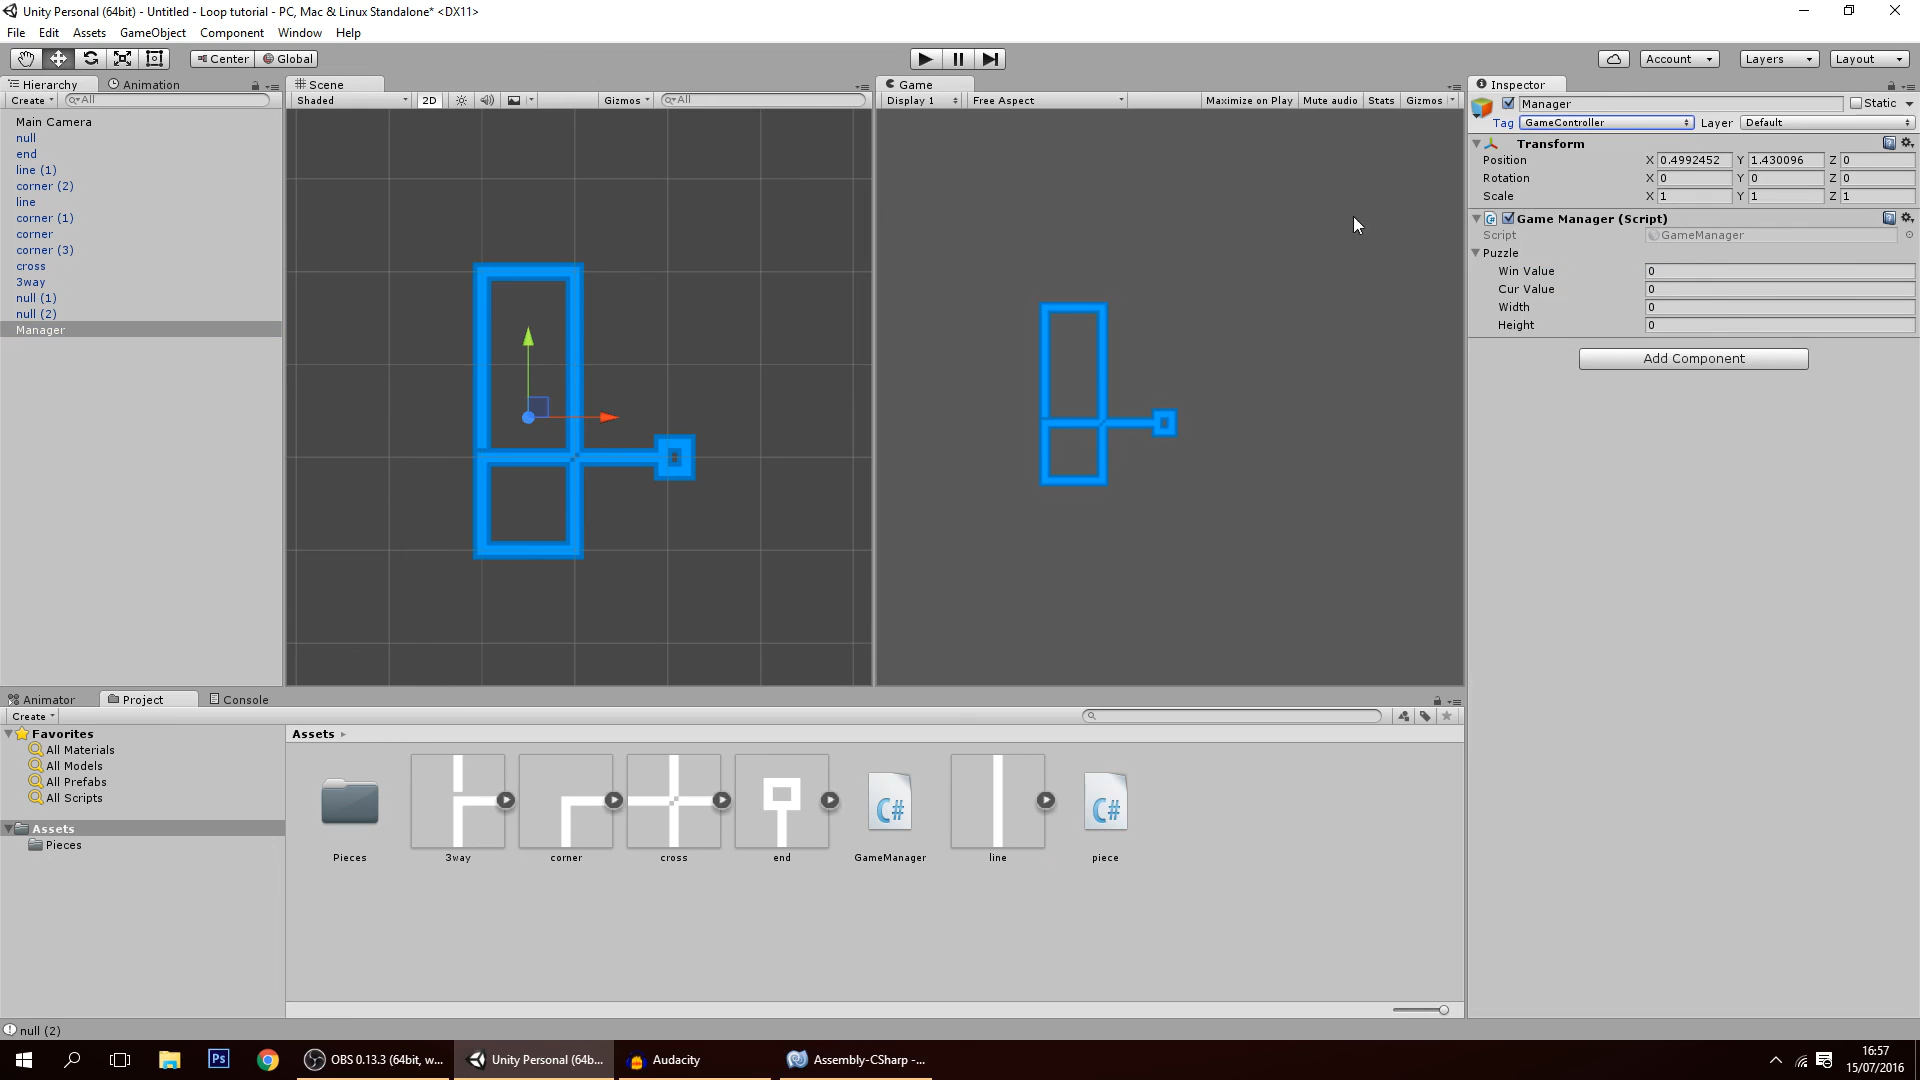 Unity Personal (64bit) - Untitled - Loop tutorial - PC, Mac & Linux Standalone* <DX11>
File Edit Assets GameObject Component Window Help
Center Global Account Layers Layout
Hierarchy Animation Scene Game Inspector
Create All Shaded 2D Gizmos All Display 1 Free Aspect Maximize on Play Mute audio Stats Gizmos Manager Static
Tag GameController Layer Default
Main Camera
null
end
line (1)
corner (2)
line
corner (1)
corner
corner (3)
cross
3way
null (1)
null (2)
Manager
Transform
Position X 0.4992452 Y 1.430096 Z 0
Rotation X 0 Y 0 Z 0
Scale X 1 Y 1 Z 1
C# Game Manager (Script)
Script GameManager
Puzzle
Win Value 0
Cur Value 0
Width 0
Height 0
Add Component
Animator Project Console
Create
Favorites
All Materials
All Models
All Prefabs
All Scripts
Assets
Pieces
Assets
C# C#
Pieces 3way corner cross end GameManager line piece
null (2)
Ps OBS 0.13.3 (64bit, w... Unity Personal (64b... Audacity Assembly-CSharp -...
16:57
15/07/2016